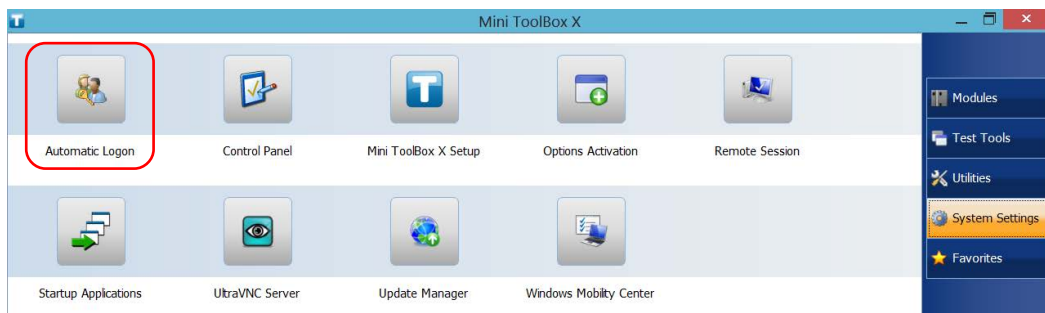 Mini ToolBox X
Automatic Logon
Control Panel
Mini ToolBox X Setup
Options Activation
Remote Session
Startup Applications
UltraVNC Server
Update Manager
Windows Mobility Center
Modules
Test Tools
Utilities
System Settings
Favorites